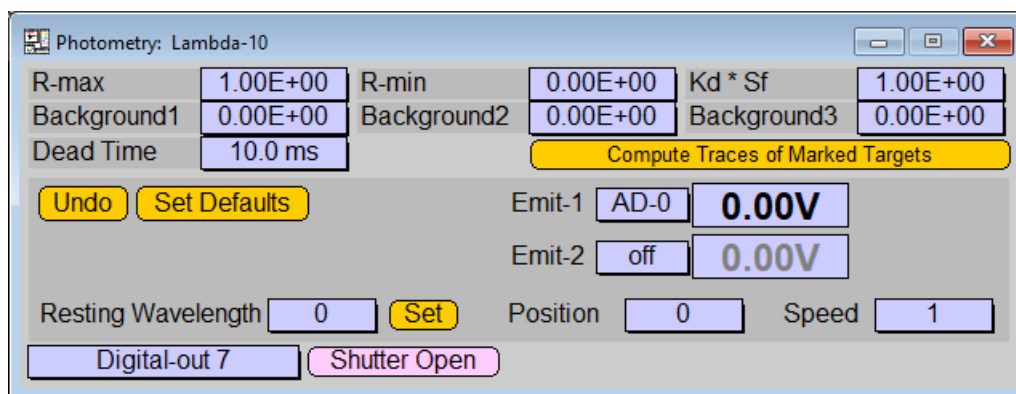 Photometry: Lambda-10
R-max 1.00E+00 R-min 0.00E+00 Kd * Sf 1.00E+00
Background1 0.00E+00 Background2 0.00E+00 Background3 0.00E+00
Dead Time 10.0 ms Compute Traces of Marked Targets
Undo Set Defaults Emit-1 AD-0 0.00V
Emit-2 off 0.00V
Resting Wavelength 0 Set Position 0 Speed 1
Digital-out 7 Shutter Open